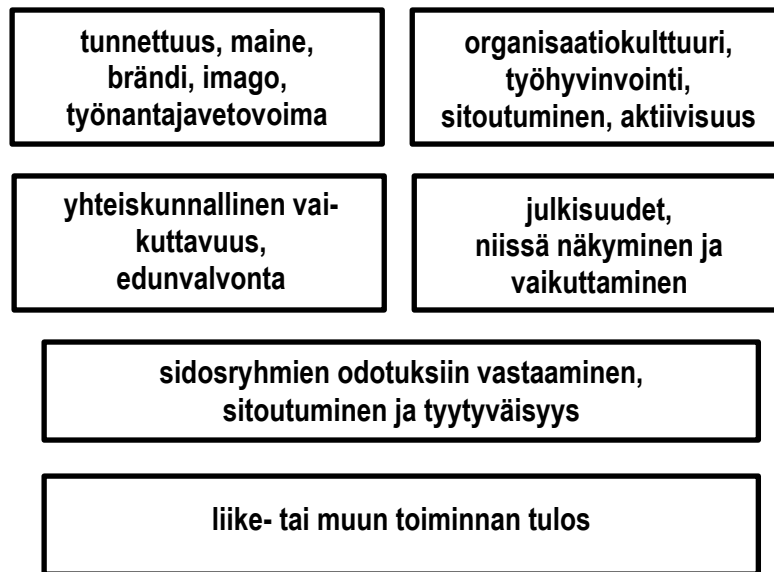 tunnettuus, maine,
brändi, imago,
työnantajavetovoima
organisaatiokulttuuri,
työhyvinvointi,
sitoutuminen, aktiivisuus
yhteiskunnallinen vai-
kuttavuus,
edunvalvonta
julkisuudet,
niissä näkyminen ja
vaikuttaminen
sidosryhmien odotuksiin vastaaminen,
sitoutuminen ja tyytyväisyys
liike- tai muun toiminnan tulos